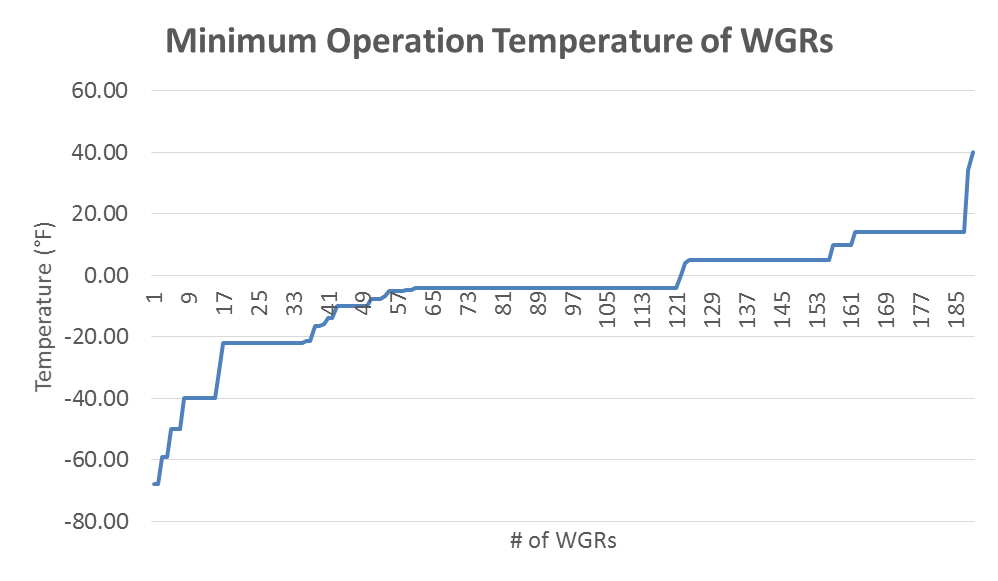 Minimum Operation Temperature of WGRs
60.00
40.00
20.00
0.00
-20.00
-40.00
-60.00
-80.00
Temperature (°F)
1 9 17 25 33 41 49 57 65 73 81 89 97 105 113 121 129 137 145 153 161 169 177 185
# of WGRs